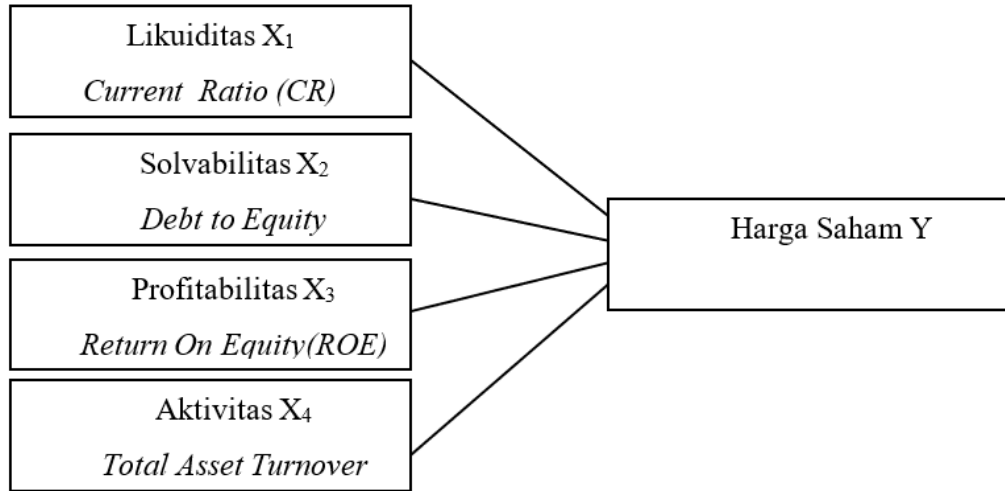 Likuiditas X₁
Current Ratio (CR)
Solvabilitas X₂
Debt to Equity
Profitabilitas X₃
Return On Equity(ROE)
Aktivitas X₄
Total Asset Turnover
Harga Saham Y